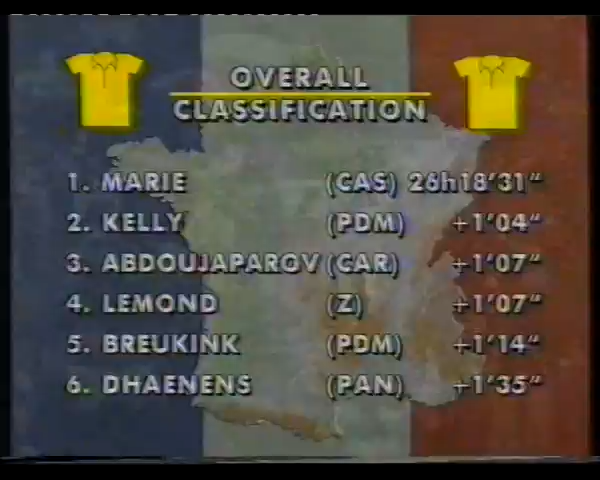 OVERALL
CLASSIFICATION
1. MARIE (CAS) 26h18'31"
2. KELLY (PDM) +1'04"
3. ABDOUJAPAROV (CAR) +1'07"
4. LEMOND (Z) +1'07"
5. BREUKINK (PDM) +1'14"
6. DHAENENS (PAN) +1'35"